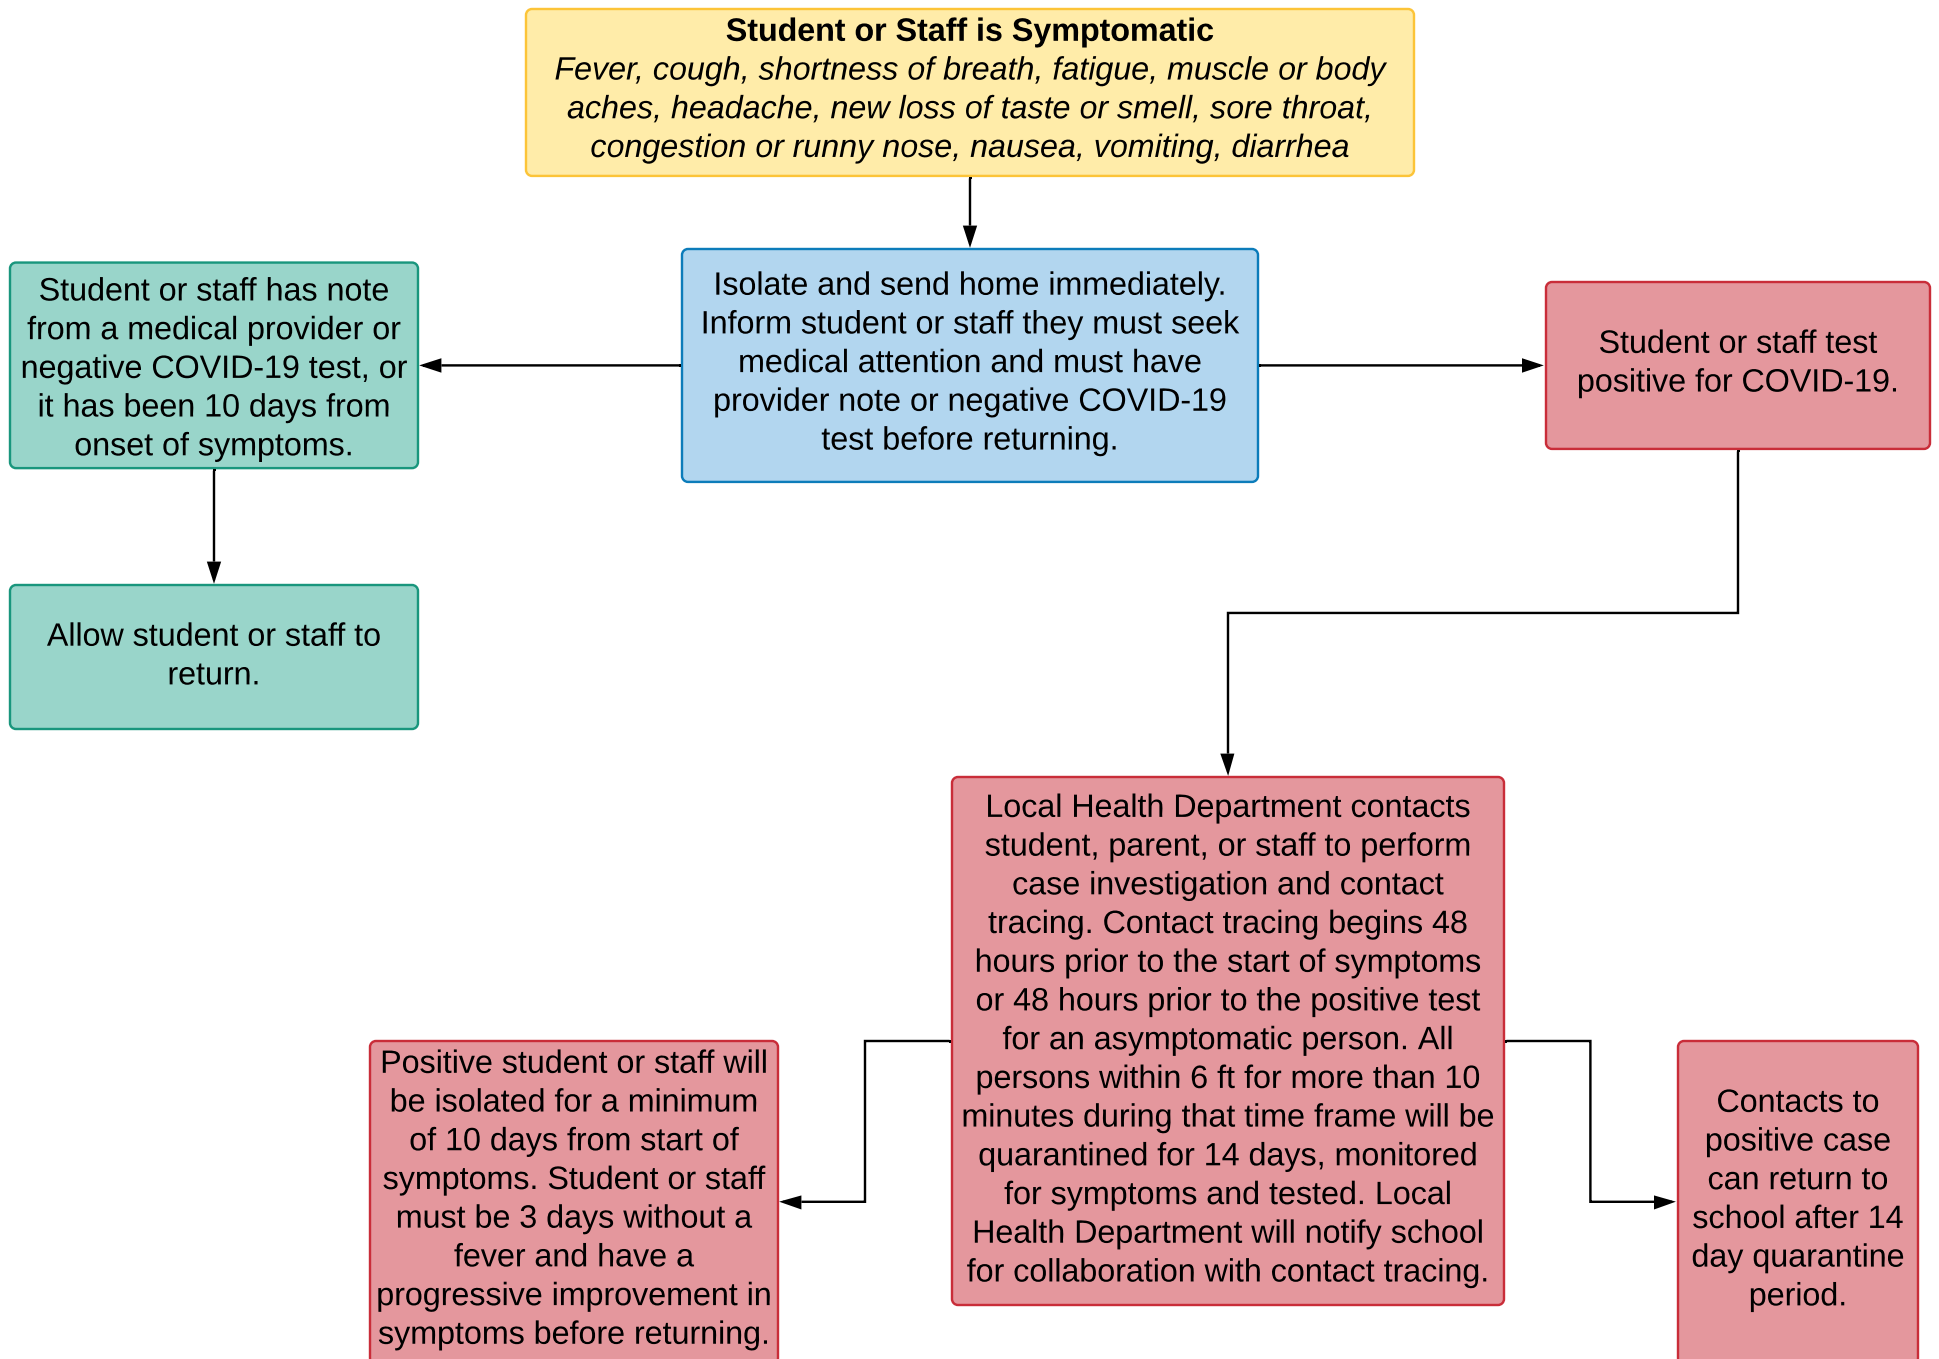 Student or Staff is Symptomatic
Fever, cough, shortness of breath, fatigue, muscle or body
aches, headache, new loss of taste or smell, sore throat,
congestion or runny nose, nausea, vomiting, diarrhea
Student or staff has note
from a medical provider or
negative COVID-19 test, or
it has been 10 days from
onset of symptoms.
Isolate and send home immediately.
Inform student or staff they must seek
medical attention and must have
provider note or negative COVID-19
test before returning.
Student or staff test
positive for COVID-19.
Allow student or staff to
return.
Local Health Department contacts
student, parent, or staff to perform
case investigation and contact
tracing. Contact tracing begins 48
hours prior to the start of symptoms
or 48 hours prior to the positive test
for an asymptomatic person. All
persons within 6 ft for more than 10
minutes during that time frame will be
quarantined for 14 days, monitored
for symptoms and tested. Local
Health Department will notify school
for collaboration with contact tracing.
Positive student or staff will
be isolated for a minimum
of 10 days from start of
symptoms. Student or staff
must be 3 days without a
fever and have a
progressive improvement in
symptoms before returning.
Contacts to
positive case
can return to
school after 14
day quarantine
period.